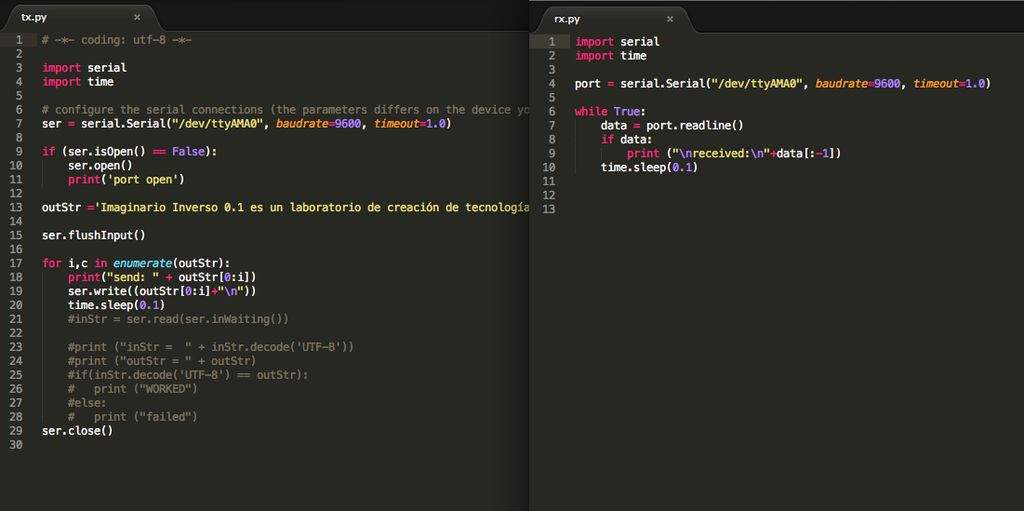 tx.py
1 # -*- coding: utf-8 -*-
2
3 import serial
4 import time
5
6 # configure the serial connections (the parameters differs on the device yo
7 ser = serial.Serial("/dev/ttyAMA0", baudrate=9600, timeout=1.0)
8
9 if (ser.isOpen() == False):
10     ser.open()
11     print('port open')
12
13 outStr ='Imaginario Inverso 0.1 es un laboratorio de creación de tecnología
14
15 ser.flushInput()
16
17 for i,c in enumerate(outStr):
18     print("send: " + outStr[0:i])
19     ser.write((outStr[0:i]+"\n"))
20     time.sleep(0.1)
21     #inStr = ser.read(ser.inWaiting())
22
23     #print ("inStr =  " + inStr.decode('UTF-8'))
24     #print ("outStr = " + outStr)
25     #if(inStr.decode('UTF-8') == outStr):
26     #   print ("WORKED")
27     #else:
28     #   print ("failed")
29 ser.close()
30
rx.py
1 import serial
2 import time
3
4 port = serial.Serial("/dev/ttyAMA0", baudrate=9600, timeout=1.0)
5
6 while True:
7     data = port.readline()
8     if data:
9         print ("\nreceived:\n"+data[:-1])
10     time.sleep(0.1)
11
12
13